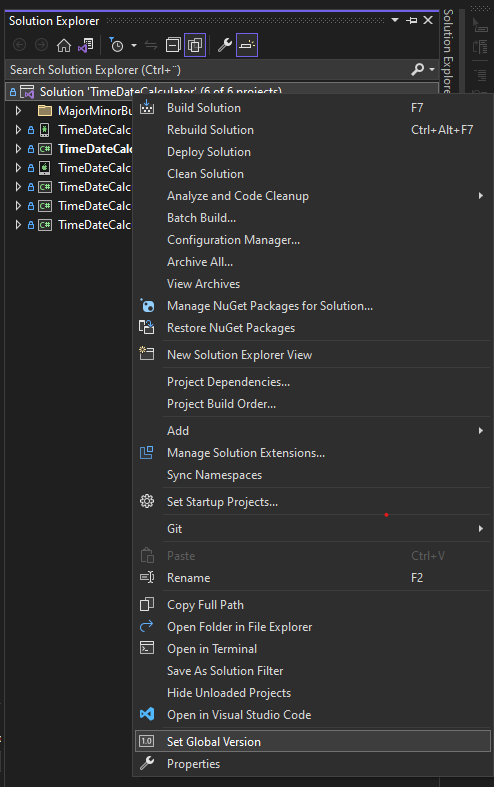 Solution Explorer
Search Solution Explorer (Ctrl+¨)
Solution 'TimeDateCalculator' (6 of 6 projects)
MajorMinorBu
TimeDateCalc
TimeDateCalc
TimeDateCalc
TimeDateCalc
TimeDateCalc
Build Solution F7
Rebuild Solution Ctrl+Alt+F7
Deploy Solution
Clean Solution
Analyze and Code Cleanup
Batch Build...
Configuration Manager...
Archive All...
View Archives
Manage NuGet Packages for Solution...
Restore NuGet Packages
New Solution Explorer View
Project Dependencies...
Project Build Order...
Add
Manage Solution Extensions...
Sync Namespaces
Set Startup Projects...
Git
Paste Ctrl+V
Rename F2
Copy Full Path
Open Folder in File Explorer
Open in Terminal
Save As Solution Filter
Hide Unloaded Projects
Open in Visual Studio Code
1.0 Set Global Version
Properties
Solution Explorer